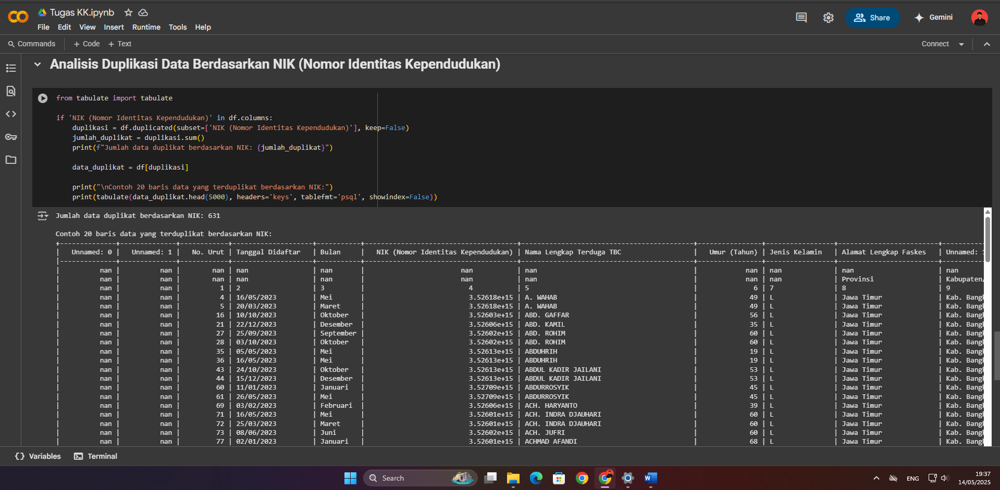 Tugas KK.ipynb
File Edit View Insert Runtime Tools Help
Share
Gemini
Commands + Code + Text
Connect
Analisis Duplikasi Data Berdasarkan NIK (Nomor Identitas Kependudukan)
from tabulate import tabulate
if 'NIK (Nomor Identitas Kependudukan)' in df.columns:
duplikasi = df.duplicated(subset=['NIK (Nomor Identitas Kependudukan)'], keep=False)
jumlah_duplikat = duplikasi.sum()
print(f"Jumlah data duplikat berdasarkan NIK: {jumlah_duplikat}")
data_duplikat = df[duplikasi]
print("\nContoh 20 baris data yang terduplikat berdasarkan NIK:")
print(tabulate(data_duplikat.head(5000), headers='keys', tablefmt='psql', showindex=False))
Jumlah data duplikat berdasarkan NIK: 631
Contoh 20 baris data yang terduplikat berdasarkan NIK:
| Unnamed: 0 | Unnamed: 1 | No. Urut | Tanggal Didaftar | Bulan | NIK (Nomor Identitas Kependudukan) | Nama Lengkap Terduga TBC | Umur (Tahun) | Jenis Kelamin | Alamat Lengkap Faskes | Unnamed: 1
| nan | nan | nan | nan | nan | nan | nan | nan | nan | nan | nan
| nan | nan | nan | nan | nan | nan | nan | nan | nan | Provinsi | Kabupaten/
| nan | nan | 1 | 2 | 3 | 4 | 5 | 6 | 7 | 8 | 9
| nan | nan | 4 | 16/05/2023 | Mei | 3.52618e+15 | A. WAHAB | 49 | L | Jawa Timur | Kab. Bangk
| nan | nan | 5 | 20/03/2023 | Maret | 3.52618e+15 | A. WAHAB | 49 | L | Jawa Timur | Kab. Bangk
| nan | nan | 16 | 10/10/2023 | Oktober | 3.52603e+15 | ABD. GAFFAR | 56 | L | Jawa Timur | Kab. Bangk
| nan | nan | 21 | 22/12/2023 | Desember | 3.52606e+15 | ABD. KAMIL | 35 | L | Jawa Timur | Kab. Bangk
| nan | nan | 27 | 25/09/2023 | September | 3.52602e+15 | ABD. ROHIM | 60 | L | Jawa Timur | Kab. Bangk
| nan | nan | 28 | 03/10/2023 | Oktober | 3.52602e+15 | ABD. ROHIM | 60 | L | Jawa Timur | Kab. Bangk
| nan | nan | 35 | 05/05/2023 | Mei | 3.52613e+15 | ABDUHRIH | 19 | L | Jawa Timur | Kab. Bangk
| nan | nan | 36 | 16/05/2023 | Mei | 3.52613e+15 | ABDUHRIH | 19 | L | Jawa Timur | Kab. Bangk
| nan | nan | 43 | 24/10/2023 | Oktober | 3.52613e+15 | ABDUL KADIR JAILANI | 53 | L | Jawa Timur | Kab. Bangk
| nan | nan | 44 | 15/12/2023 | Desember | 3.52613e+15 | ABDUL KADIR JAILANI | 53 | L | Jawa Timur | Kab. Bangk
| nan | nan | 60 | 11/01/2023 | Januari | 3.52709e+15 | ABDURROSYIK | 45 | L | Jawa Timur | Kab. Bangk
| nan | nan | 61 | 26/05/2023 | Mei | 3.52709e+15 | ABDURROSYIK | 45 | L | Jawa Timur | Kab. Bangk
| nan | nan | 69 | 03/02/2023 | Februari | 3.52606e+15 | ACH. HARYANTO | 39 | L | Jawa Timur | Kab. Bangk
| nan | nan | 71 | 16/05/2023 | Mei | 3.52601e+15 | ACH. INDRA DJAUHARI | 60 | L | Jawa Timur | Kab. Bangk
| nan | nan | 72 | 25/03/2023 | Maret | 3.52601e+15 | ACH. INDRA DJAUHARI | 60 | L | Jawa Timur | Kab. Bangk
| nan | nan | 73 | 08/06/2023 | Juni | 3.52602e+15 | ACH. JUFRI | 60 | L | Jawa Timur | Kab. Bangk
| nan | nan | 77 | 02/01/2023 | Januari | 3.52601e+15 | ACHMAD AFANDI | 68 | L | Jawa Timur | Kab. Bangk
Variables Terminal
Search
ENG
19:37
14/05/2025